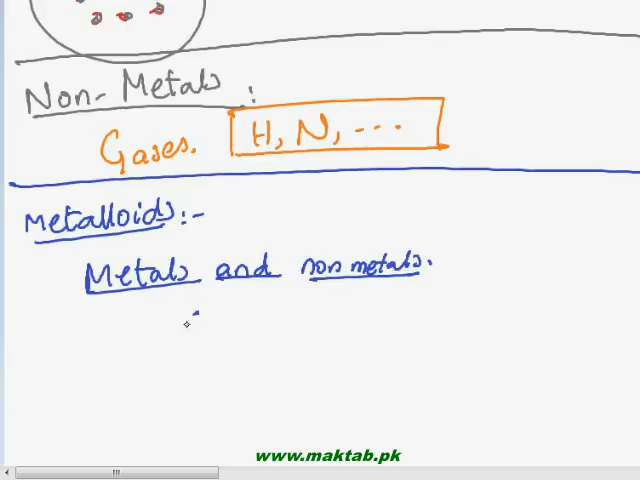 Non-Metals:
Gases. H, N, ...
Metalloids:-
Metals and non metals.
www.maktab.pk